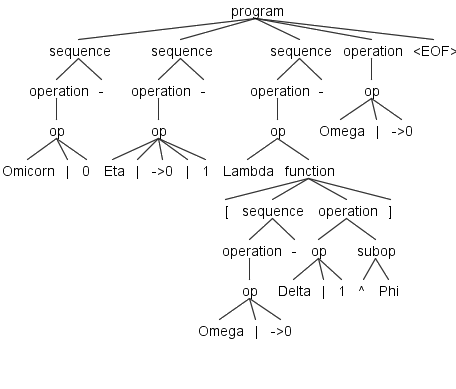 program
sequence sequence sequence operation <EOF>
operation - operation - operation - op
op op op Omega | ->0
Omicorn | 0 Eta | ->0 | 1 Lambda function
[ sequence operation ]
operation - op subop
op Delta | 1 ^ Phi
Omega | ->0